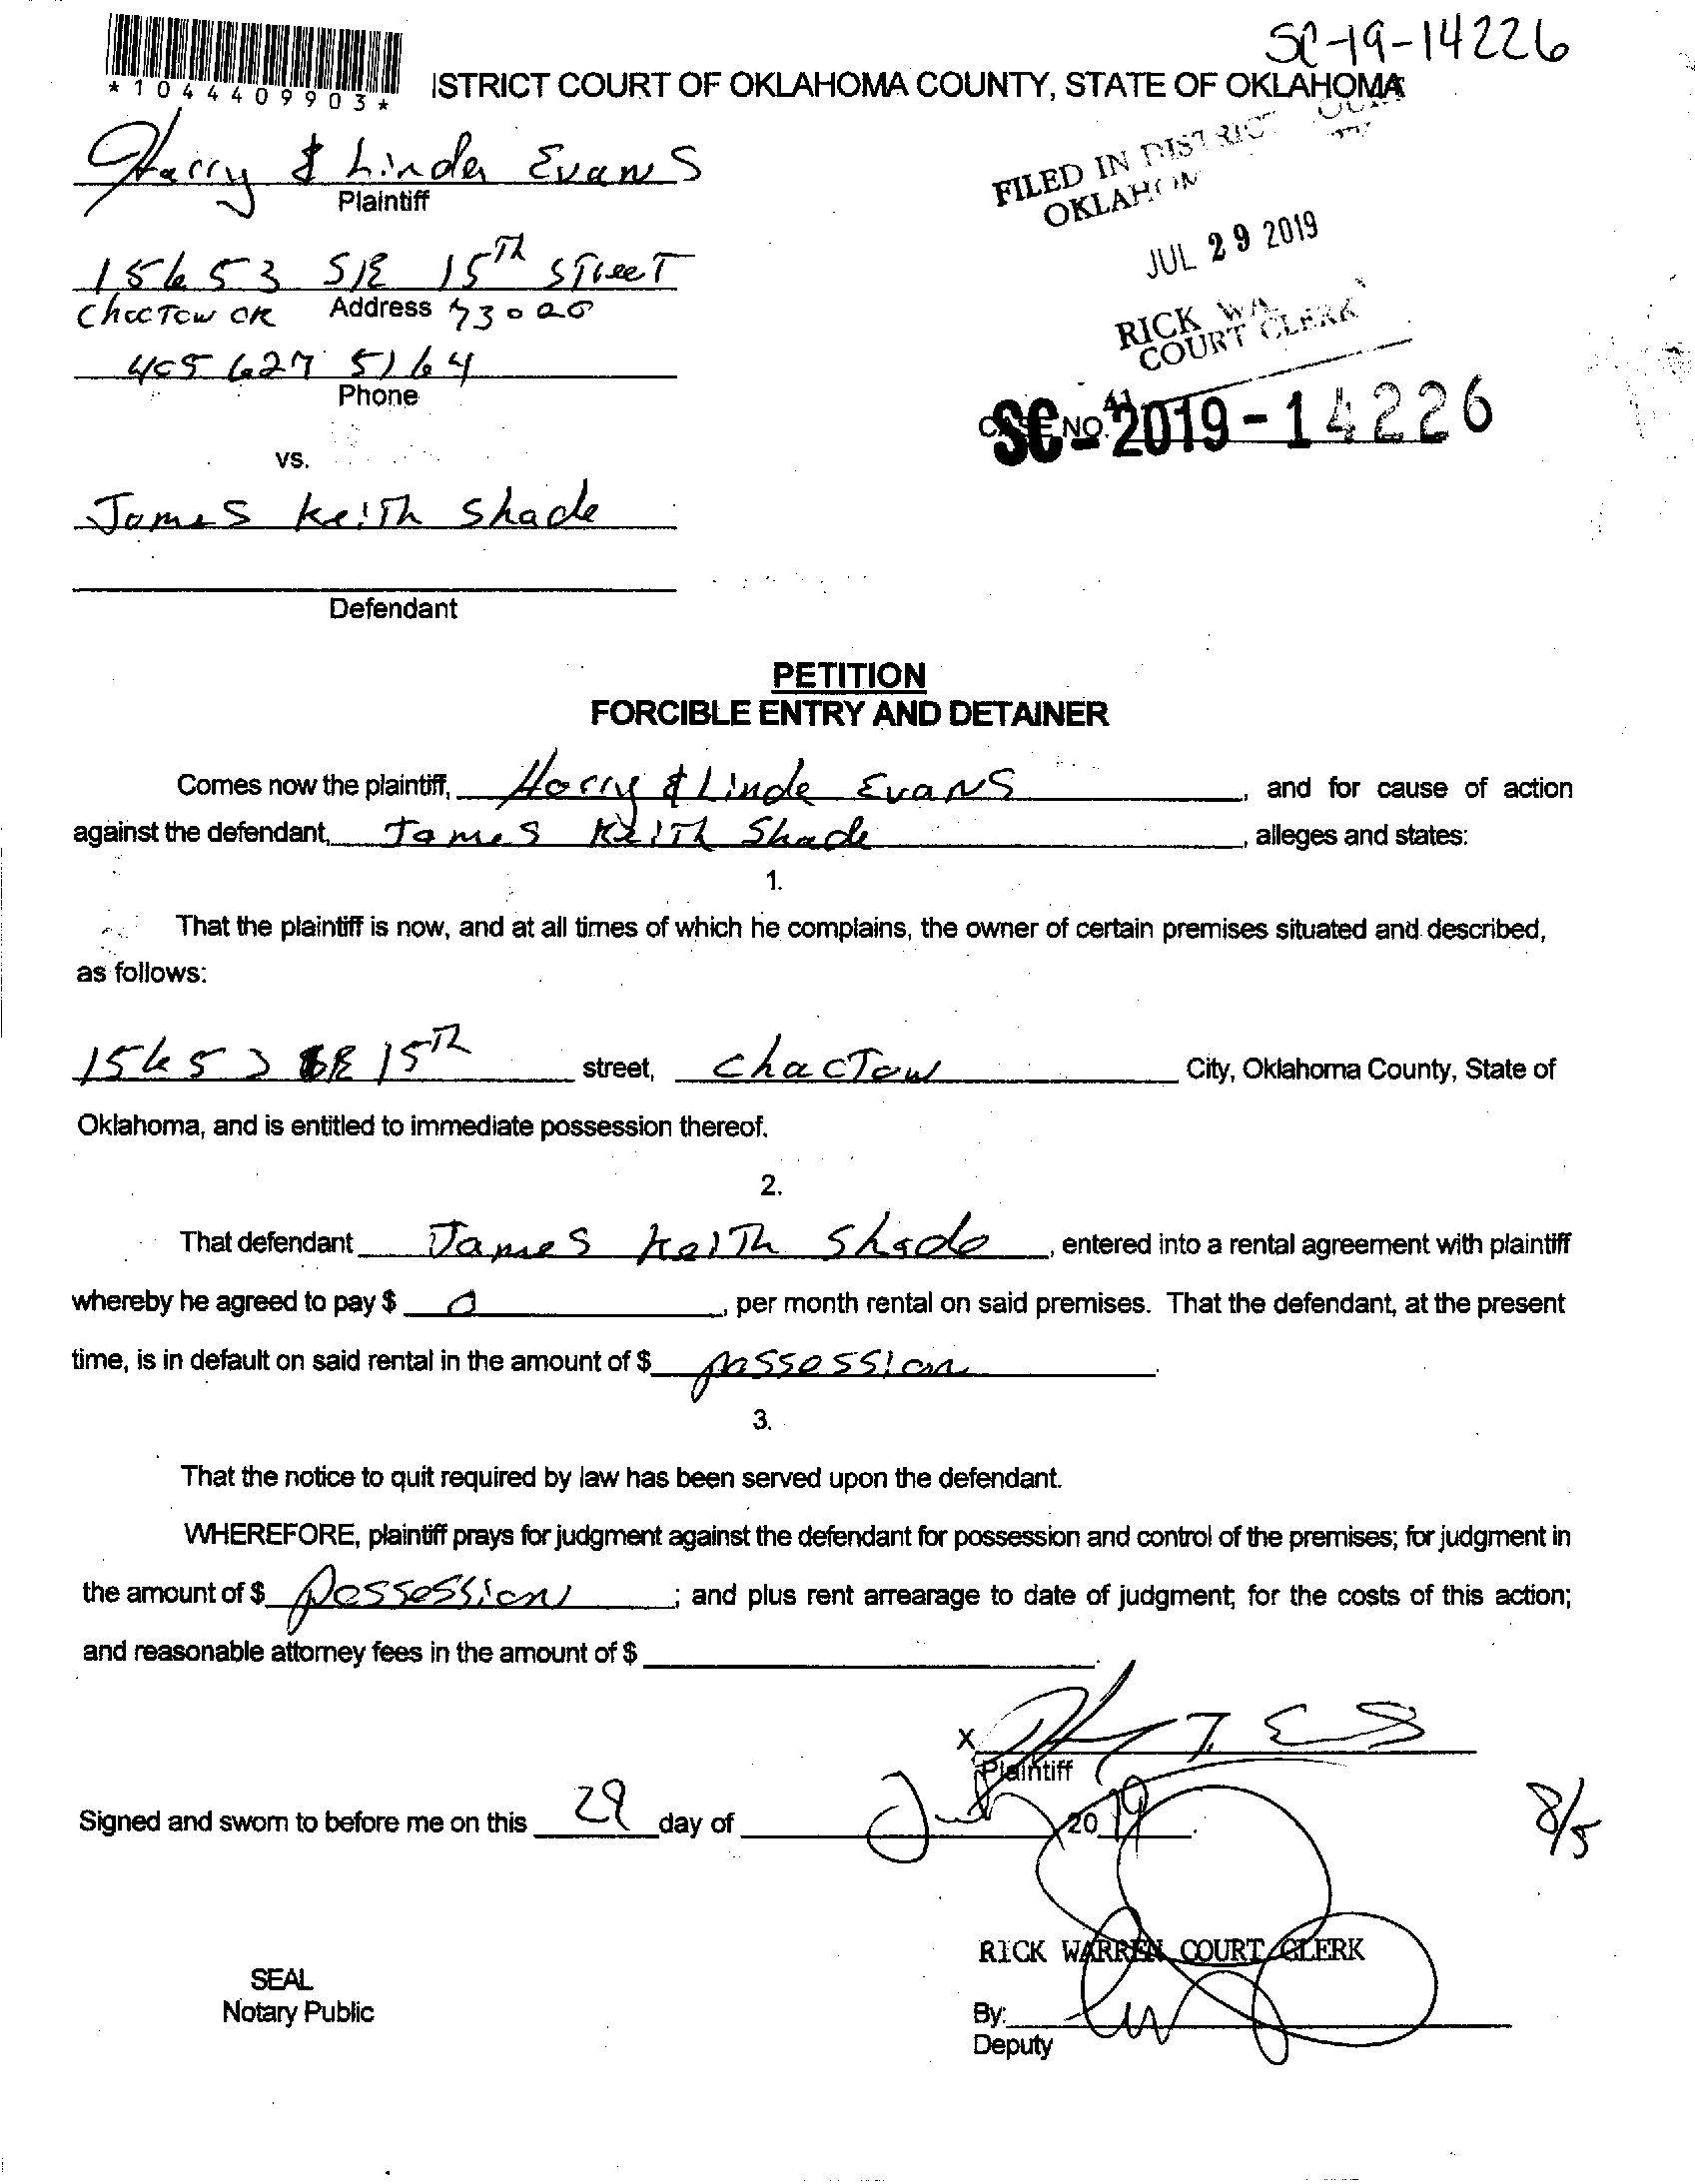 SC-19-14226
*1044409903*
ISTRICT COURT OF OKLAHOMA COUNTY, STATE OF OKLAHOMA
Harry & Linda Evans
Plaintiff
FILED IN DISTRICT
OKLAHOM
JUL 29 2019
RICK WA
COURT CLERK
15653 SE 15Th STreeT
Choctow OK Address 73020
405 627 5164
Phone
SC-2019-14226
NO.
vs.
James KeiTh Shade
Defendant
PETITION
FORCIBLE ENTRY AND DETAINER
Comes now the plaintiff, Harry & Linda Evans, and for cause of action
against the defendant, James KeiTh Shade, alleges and states:
1.
That the plaintiff is now, and at all times of which he complains, the owner of certain premises situated and described,
as follows:
15653 SE 15Th street, ChocTow City, Oklahoma County, State of
Oklahoma, and is entitled to immediate possession thereof.
2.
That defendant James KeiTh Shade, entered into a rental agreement with plaintiff
whereby he agreed to pay $ 0, per month rental on said premises. That the defendant, at the present
time, is in default on said rental in the amount of $ possession.
3.
That the notice to quit required by law has been served upon the defendant.
WHEREFORE, plaintiff prays for judgment against the defendant for possession and control of the premises; for judgment in
the amount of $ Possession; and plus rent arrearage to date of judgment; for the costs of this action;
and reasonable attorney fees in the amount of $
X
Plaintiff
Signed and sworn to before me on this 29 day of July 2019.
8/5
RICK WARREN COURT CLERK
SEAL
Notary Public
By:
Deputy